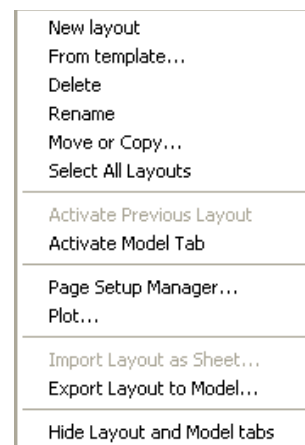 New layout
From template...
Delete
Rename
Move or Copy...
Select All Layouts
Activate Previous Layout
Activate Model Tab
Page Setup Manager...
Plot...
Import Layout as Sheet...
Export Layout to Model...
Hide Layout and Model tabs